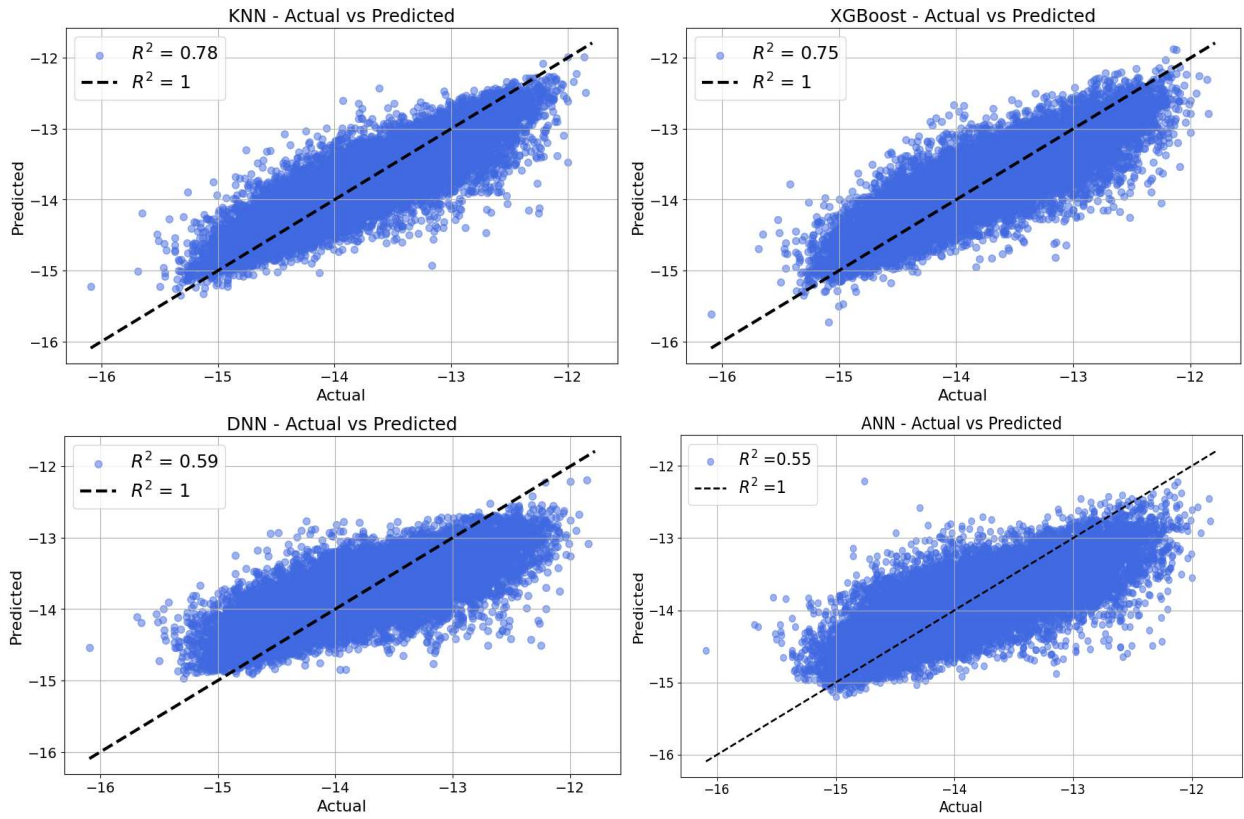 KNN - Actual vs Predicted
R² = 0.78
R² = 1
−12
−13
−14
−15
−16
Predicted
−16 −15 −14 −13 −12
Actual
XGBoost - Actual vs Predicted
R² = 0.75
R² = 1
−12
−13
−14
−15
−16
Predicted
−16 −15 −14 −13 −12
Actual
DNN - Actual vs Predicted
R² = 0.59
R² = 1
−12
−13
−14
−15
−16
Predicted
−16 −15 −14 −13 −12
Actual
ANN - Actual vs Predicted
R² =0.55
R² =1
−12
−13
−14
−15
−16
Predicted
−16 −15 −14 −13 −12
Actual